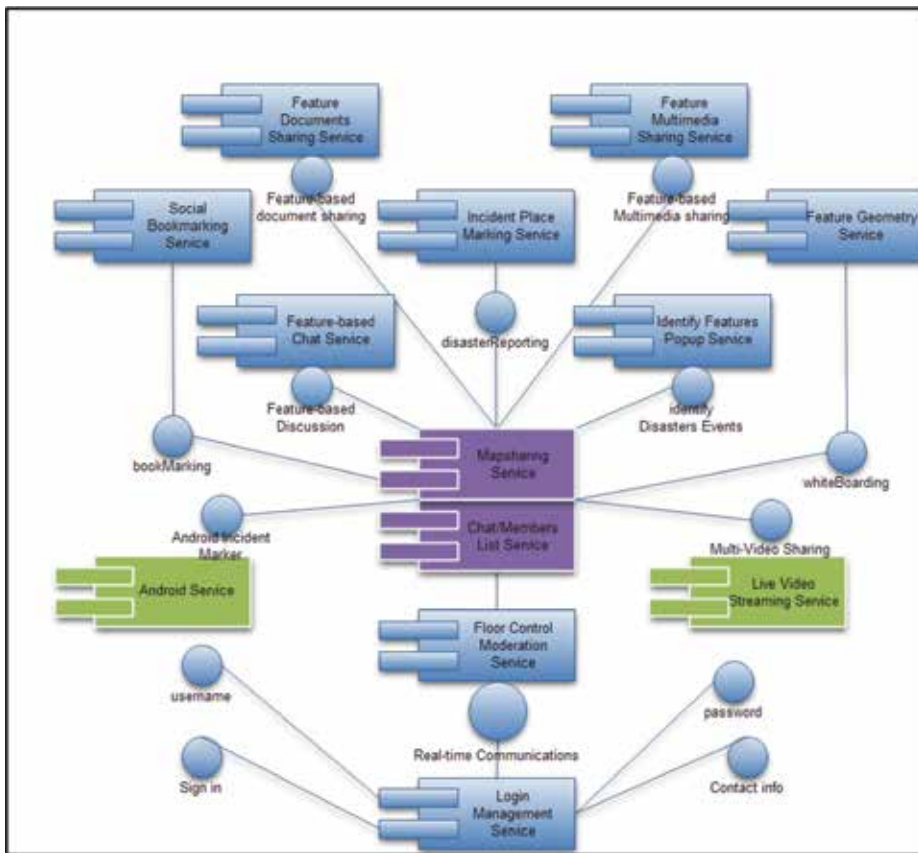 Feature
Documents
Sharing Service
Feature
Multimedia
Sharing Service
Feature-based
document sharing
Feature-based
Multimedia sharing
Social
Bookmarking
Service
Incident Place
Marking Service
Feature Geometry
Service
Feature-based
Chat Service
disasterReporting
Identify Features
Popup Service
Feature-based
Discussion
identify
Disasters Events
bookMarking
Mapsharing
Service
whiteBoarding
Android Incident
Marker
Chat/Members
List Service
Multi-Video Sharing
Android Service
Live Video
Streaming Service
Floor Control
Moderation
Service
username
password
Real-time Communications
Sign in
Contact info
Login
Management
Service